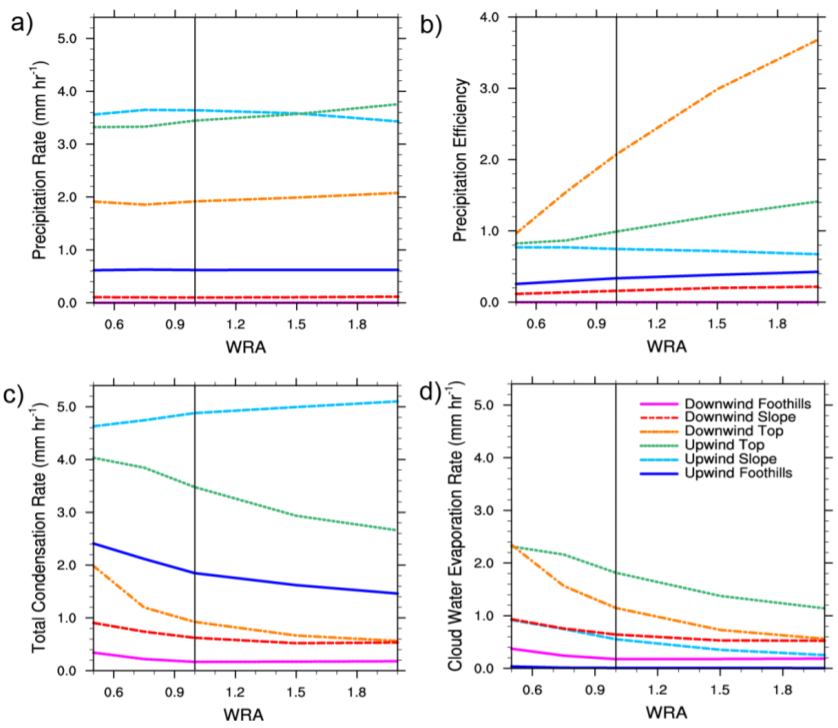 a)
Precipitation Rate (mm hr-1)
5.0
4.0
3.0
2.0
1.0
0.0
0.6 0.9 1.2 1.5 1.8
WRA
b)
Precipitation Efficiency
4.0
3.0
2.0
1.0
0.0
0.6 0.9 1.2 1.5 1.8
WRA
c)
Total Condensation Rate (mm hr-1)
5.0
4.0
3.0
2.0
1.0
0.0
0.6 0.9 1.2 1.5 1.8
WRA
d)
Cloud Water Evaporation Rate (mm hr-1)
5.0
4.0
3.0
2.0
1.0
0.0
Downwind Foothills
Downwind Slope
Downwind Top
Upwind Top
Upwind Slope
Upwind Foothills
0.6 0.9 1.2 1.5 1.8
WRA